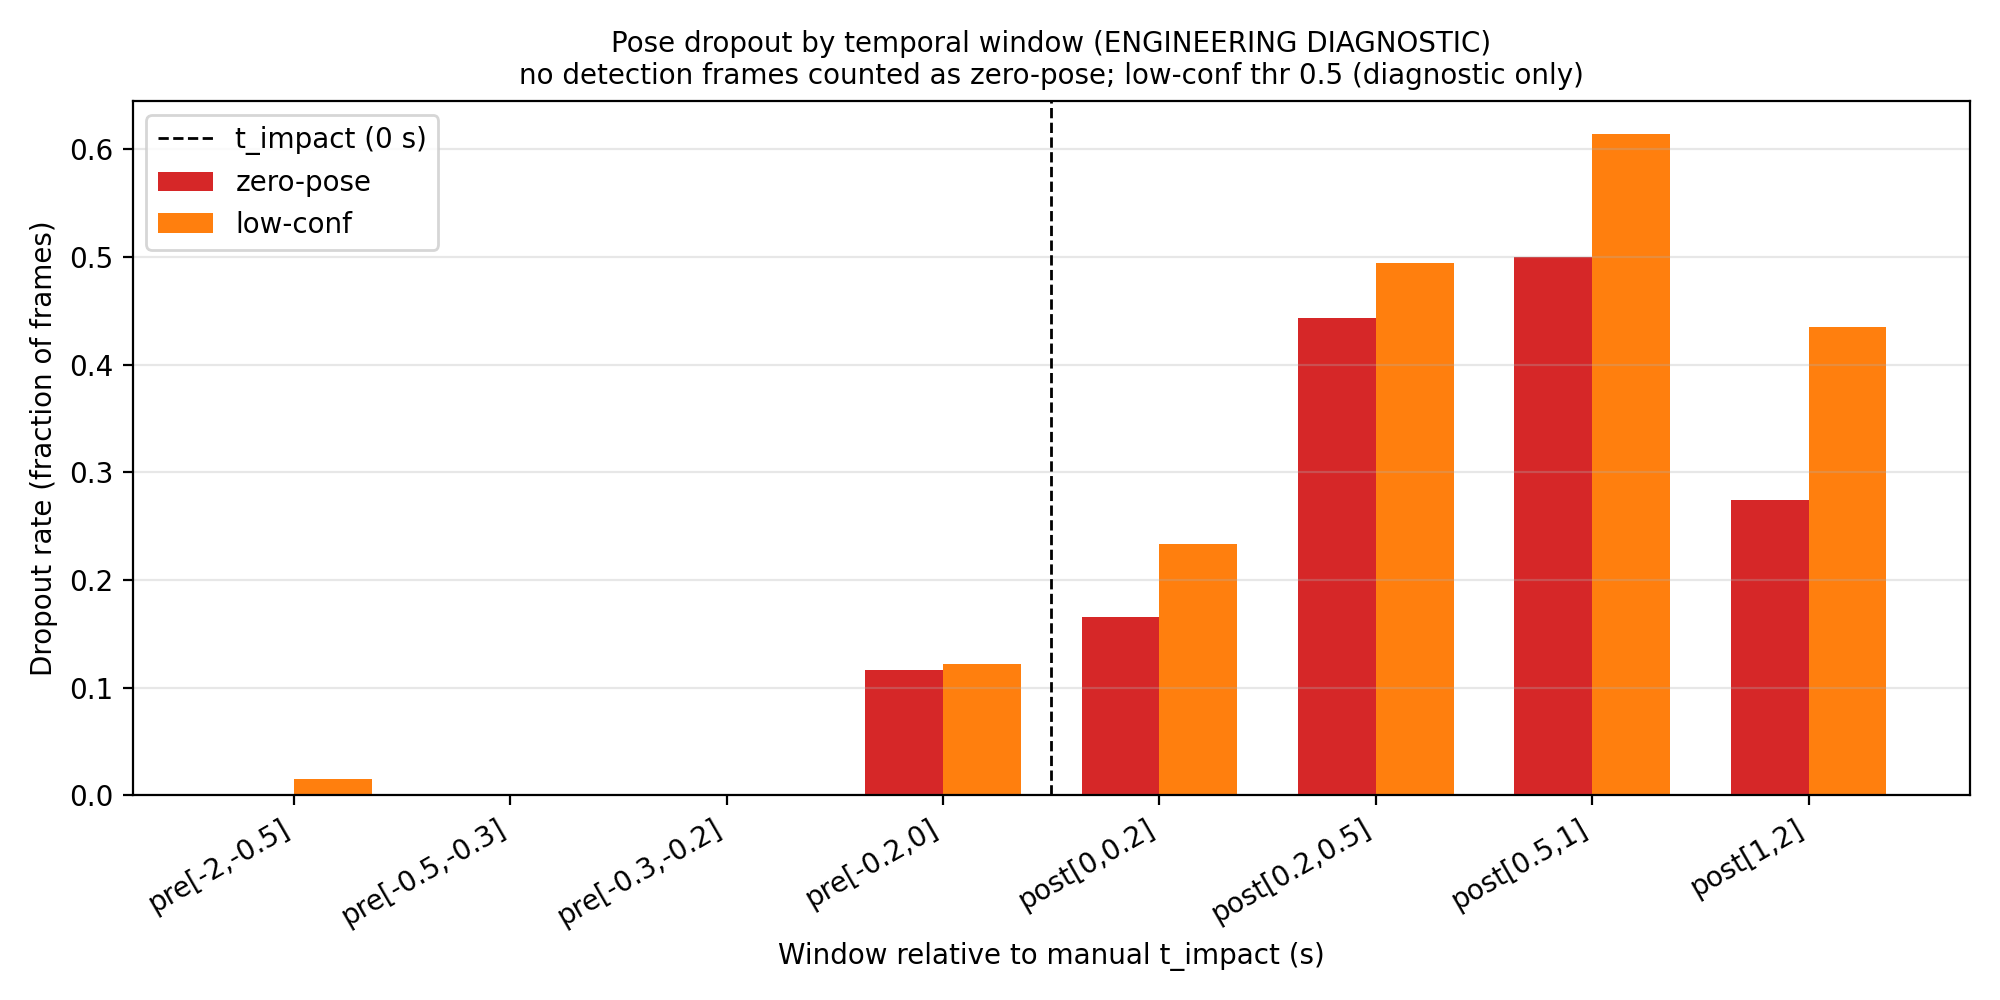 Pose dropout by temporal window (ENGINEERING DIAGNOSTIC)
no detection frames counted as zero-pose; low-conf thr 0.5 (diagnostic only)
t_impact (0 s)
zero-pose
low-conf
Dropout rate (fraction of frames)
0.6
0.5
0.4
0.3
0.2
0.1
0.0
pre[-2,-0.5]
pre[-0.5,-0.3]
pre[-0.3,-0.2]
pre[-0.2,0]
post[0,0.2]
post[0.2,0.5]
post[0.5,1]
post[1,2]
Window relative to manual t_impact (s)